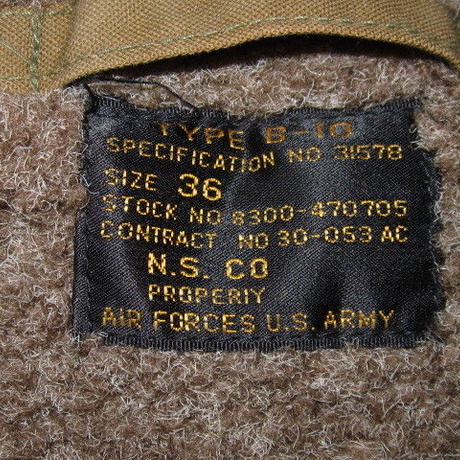 TYPE B-10
SPECIFICATION NO 31578
SIZE 36
STOCK NO 8300-470705
CONTRACT NO 30-053 AC
N.S. CO
PROPERIY
AIR FORCES U.S. ARMY